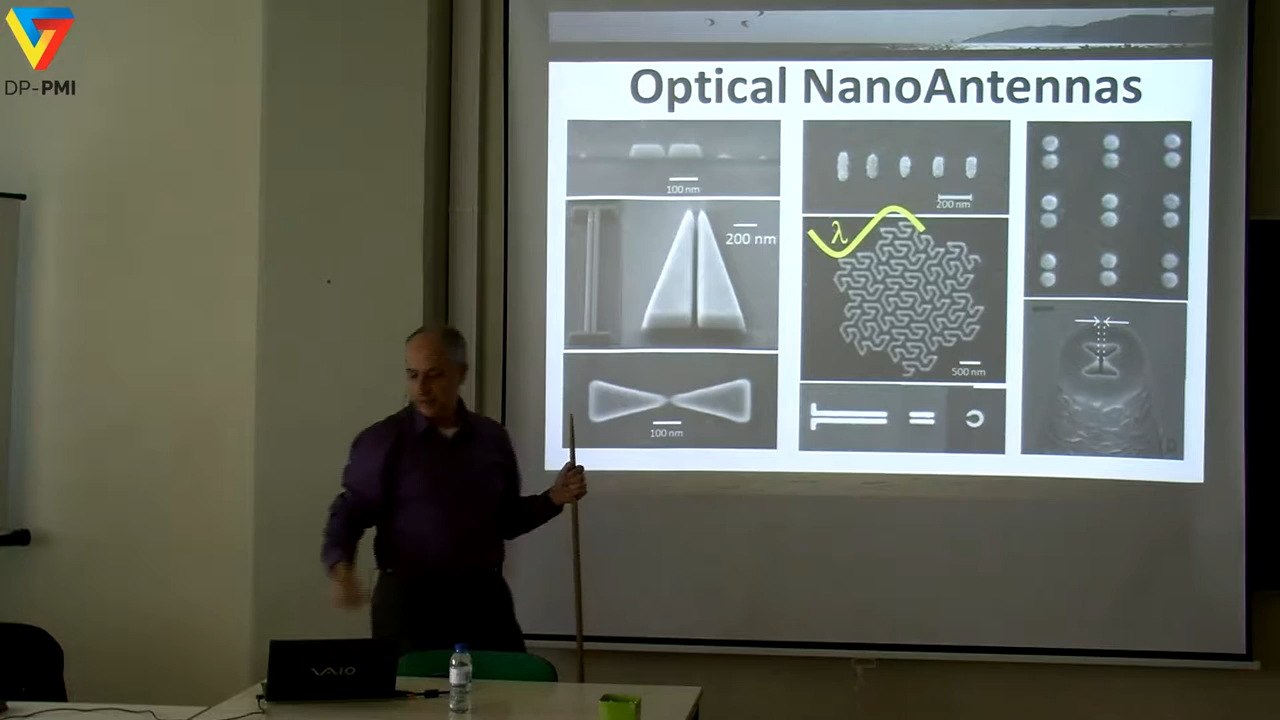 DP-PMI
Optical NanoAntennas
100 nm
200 nm
100 nm
200 nm
λ
500 nm
VAIO